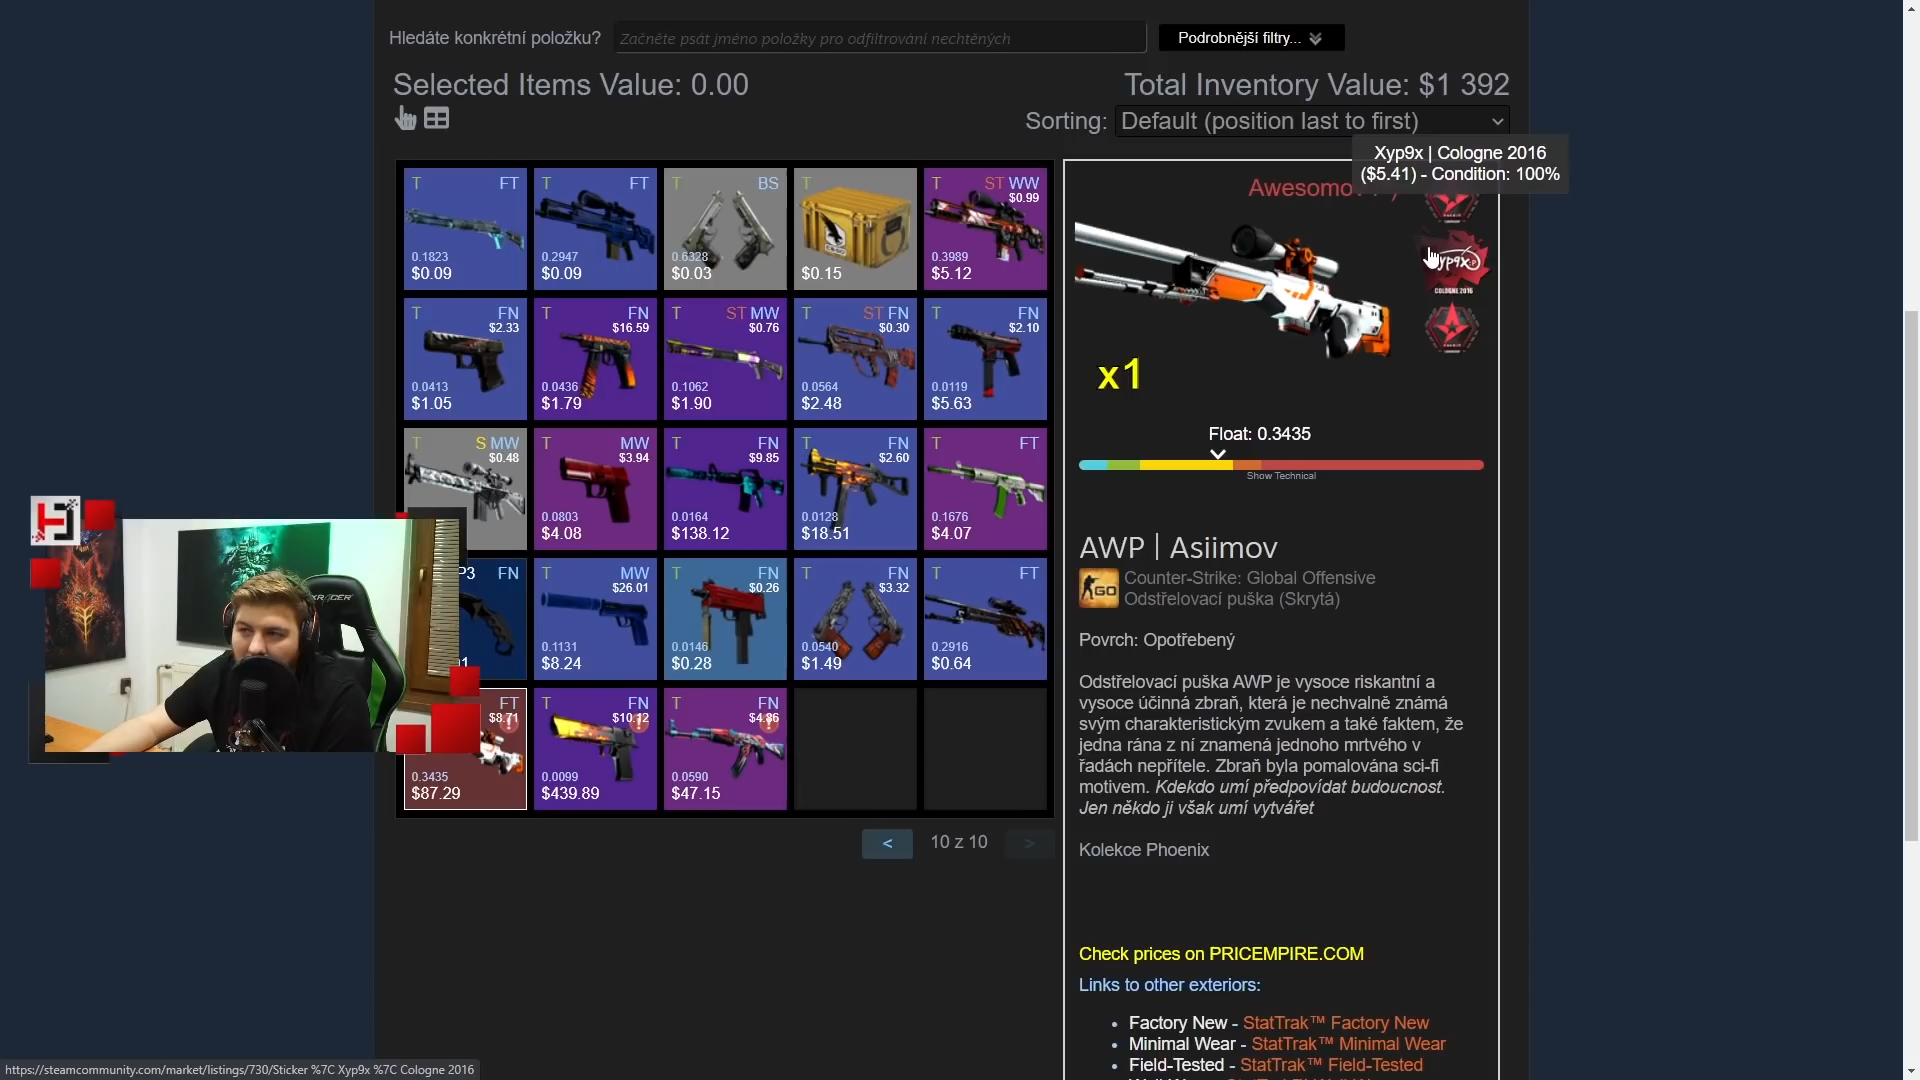 Hledáte konkrétní položku?
Začněte psát jméno položky pro odfiltrování nechtěných
Podrobnější filtry...
Selected Items Value: 0.00
Total Inventory Value: $1 392
Sorting:
Default (position last to first)
Xyp9x | Cologne 2016
($5.41) - Condition: 100%
T FT
0.1823
$0.09
T FT
0.2947
$0.09
T BS
0.6328
$0.03
T
$0.15
T ST WW
$0.99
0.3989
$5.12
T FN
$2.33
0.0413
$1.05
T FN
$16.59
0.0436
$1.79
T ST MW
$0.76
0.1062
$1.90
T ST FN
$0.30
0.0564
$2.48
T FN
$2.10
0.0119
$5.63
T S MW
$0.48
T MW
$3.94
0.0803
$4.08
T FN
$9.85
0.0164
$138.12
T FN
$2.60
0.0128
$18.51
T FT
0.1676
$4.07
P3 FN
T MW
$26.01
0.1131
$8.24
T FN
$0.26
0.0146
$0.28
T FN
$3.32
0.0540
$1.49
T FT
0.2916
$0.64
FT
$8.71
0.3435
$87.29
T FN
$10.12
0.0099
$439.89
T FN
$4.86
0.0590
$47.15
<
10 z 10
>
xyp9x
COLOGNE 2016
x1
Float: 0.3435
Show Technical
AWP | Asiimov
GO
Counter-Strike: Global Offensive
Odstřelovací puška (Skrytá)
Povrch: Opotřebený
Odstřelovací puška AWP je vysoce riskantní a
vysoce účinná zbraň, která je nechvalně známá
svým charakteristickým zvukem a také faktem, že
jedna rána z ní znamená jednoho mrtvého v
řadách nepřítele. Zbraň byla pomalována sci-fi
motivem. Kdekdo umí předpovídat budoucnost.
Jen někdo ji však umí vytvářet
Kolekce Phoenix
Check prices on PRICEMPIRE.COM
Links to other exteriors:
Factory New - StatTrak™ Factory New
Minimal Wear - StatTrak™ Minimal Wear
Field-Tested - StatTrak™ Field-Tested
https://steamcommunity.com/market/listings/730/Sticker %7C Xyp9x %7C Cologne 2016